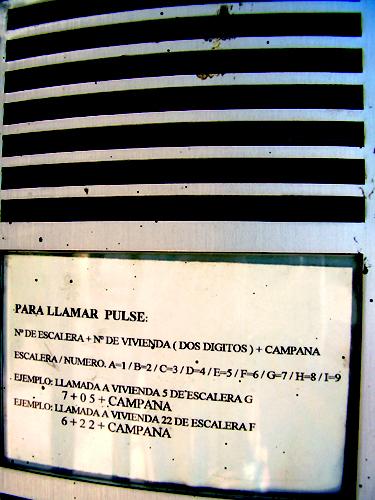 PARA LLAMAR PULSE:
Nº DE ESCALERA + Nº DE VIVIENDA ( DOS DIGITOS ) + CAMPANA
ESCALERA / NUMERO. A=1 / B=2 / C=3 / D=4 / E=5 / F=6 / G=7 / H=8 / I=9
EJEMPLO: LLAMADA A VIVIENDA 5 DE ESCALERA G
7 + 0 5 + CAMPANA
EJEMPLO: LLAMADA A VIVIENDA 22 DE ESCALERA F
6 + 2 2 + CAMPANA